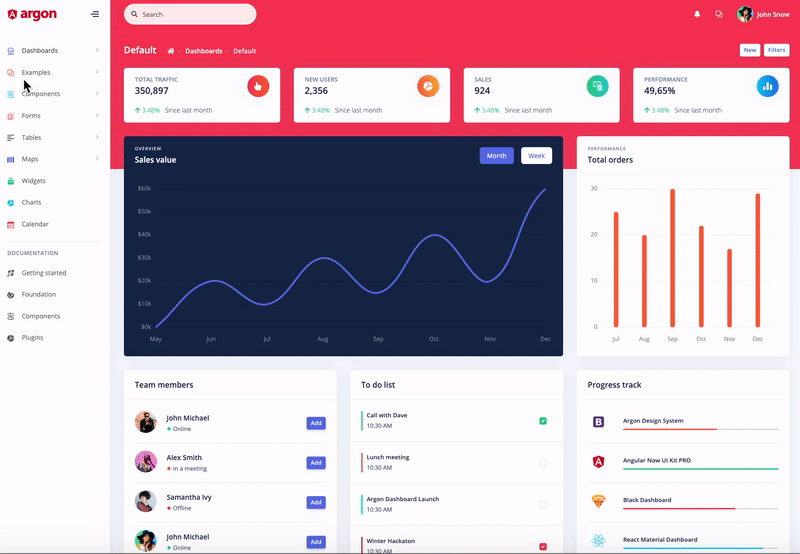 argon
Search
John Snow
Dashboards
Examples
Components
Forms
Tables
Maps
Widgets
Charts
Calendar
DOCUMENTATION
Getting started
Foundation
Components
Plugins
Default
Dashboards - Default
New
Filters
TOTAL TRAFFIC
350,897
3.48% Since last month
NEW USERS
2,356
3.48% Since last month
SALES
924
3.48% Since last month
PERFORMANCE
49,65%
3.48% Since last month
OVERVIEW
Sales value
Month
Week
$60k
$50k
$40k
$30k
$20k
$10k
$0k
May Jun Jul Aug Sep Oct Nov Dec
PERFORMANCE
Total orders
30
20
10
0
Jul Aug Sep Oct Nov Dec
Team members
John Michael
Online
Add
Alex Smith
In a meeting
Add
Samantha Ivy
Offline
Add
John Michael
Online
Add
To do list
Call with Dave
10:30 AM
Lunch meeting
10:30 AM
Argon Dashboard Launch
10:30 AM
Winter Hackaton
10:30 AM
Progress track
B
Argon Design System
A
Angular Now UI Kit PRO
Black Dashboard
React Material Dashboard